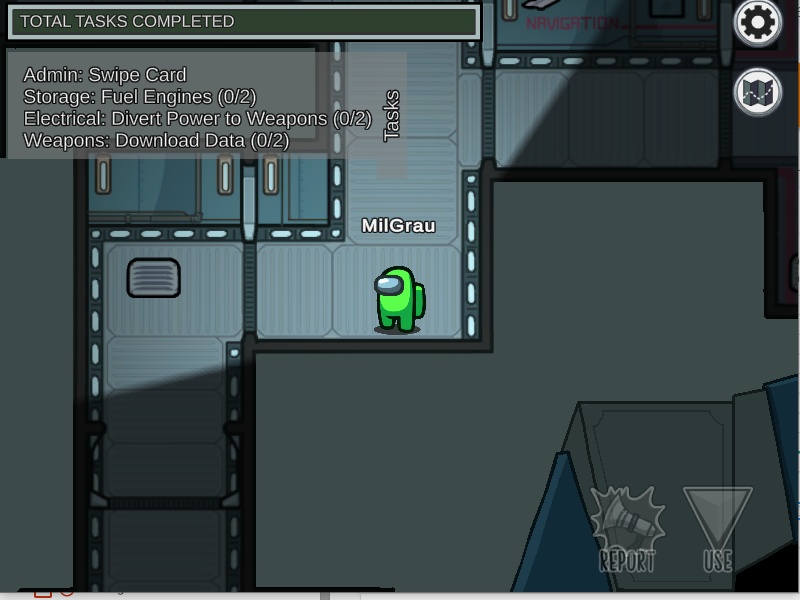 TOTAL TASKS COMPLETED
NAVIGATION
Admin: Swipe Card
Storage: Fuel Engines (0/2)
Electrical: Divert Power to Weapons (0/2)
Weapons: Download Data (0/2)
Tasks
MilGrau
REPORT
USE